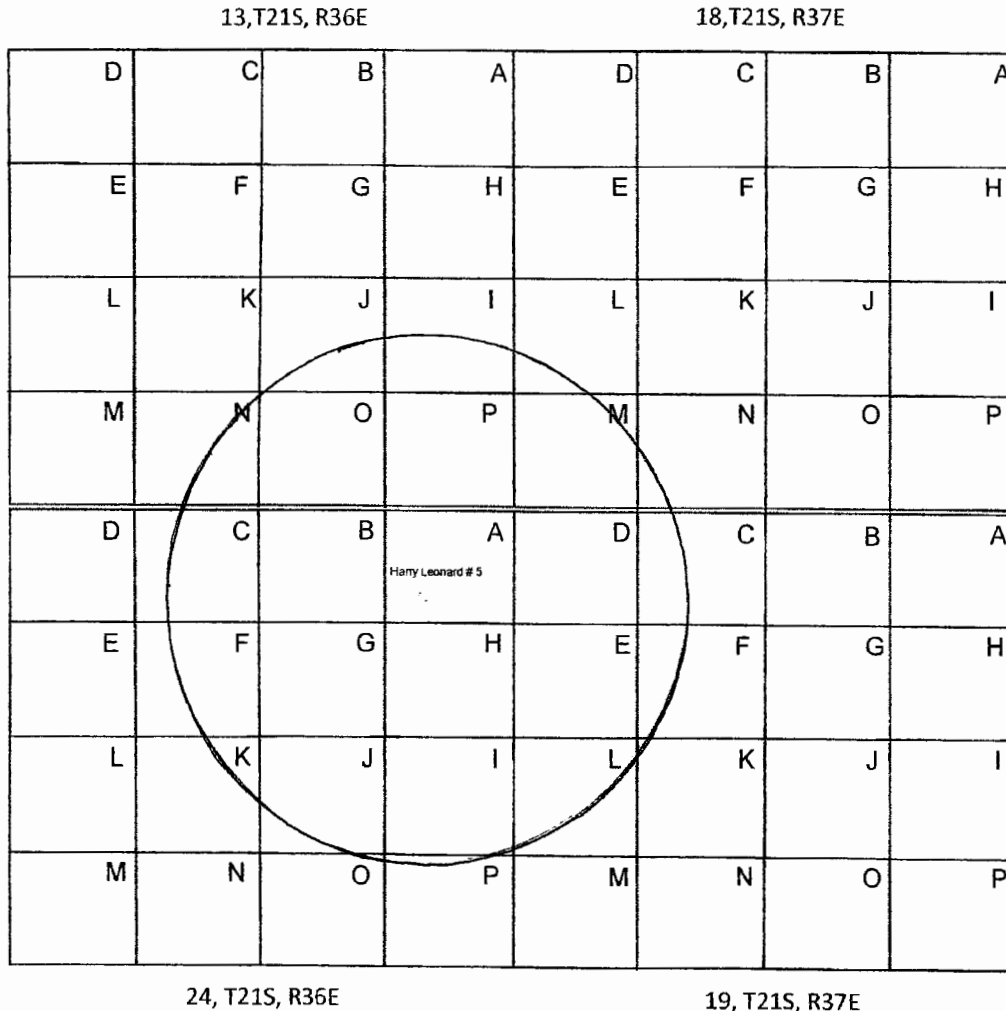 13,T21S, R36E 18,T21S, R37E
D C B A D C B A
E F G H E F G H
L K J I L K J I
M N O P M N O P
D C B A D C B A
Harry Leonard # 5
E F G H E F G H
L K J I L K J I
M N O P M N O P
24, T21S, R36E 19, T21S, R37E